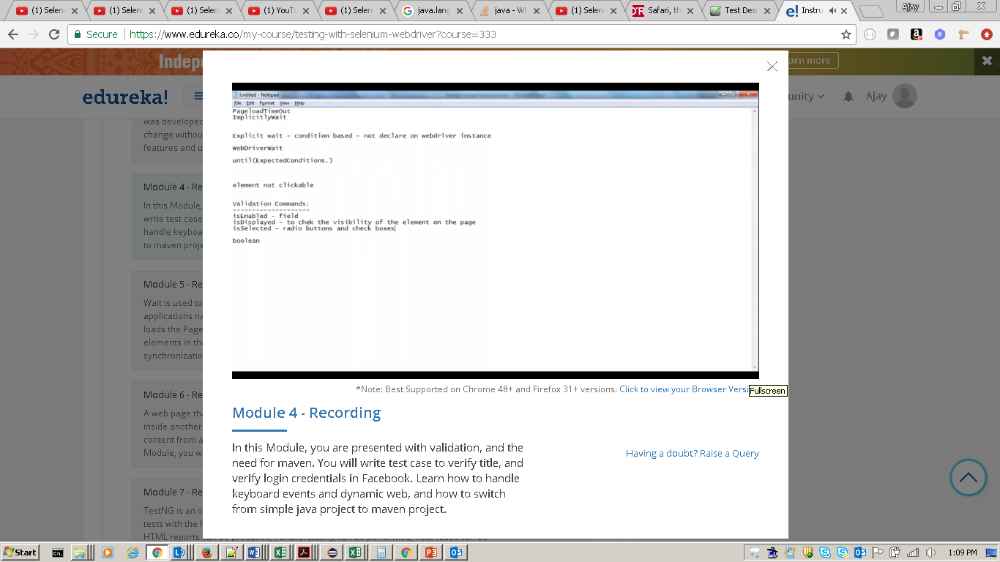 (1) Seleni
(1) Seleni
(1) Seleni
(1) YouTu
(1) Seleni
java.lang
java - Wh
(1) Seleni
Safari, th
Test Desi
Instru
Ajay
Secure
https://www.edureka.co/my-course/testing-with-selenium-webdriver?course=333
Indep
arn more
edureka!
unity
Ajay
was developed
change withou
features and u
Module 4 - Re
In this Module,
write test case
handle keyboa
to maven proje
Module 5 - Re
Wait is used to
applications na
loads the Page
elements in the
synchronizatio
Module 6 - Re
A web page tha
inside another
content from a
Module, you w
Module 7 - Re
TestNG is an o
tests with the h
Untitled - Notepad
File Edit Format View Help
PageloadTimeOut
ImplicitlyWait
Explicit wait - condition based - not declare on webdriver instance
WebDriverWait
until(ExpectedConditions.)
element not clickable
Validation Commands:
--------------------
isEnabled - field
isDisplayed - to chek the visibility of the element on the page
isSelected - radio buttons and check boxes
boolean
*Note: Best Supported on Chrome 48+ and Firefox 31+ versions. Click to view your Browser Versi
Fullscreen
Module 4 - Recording
In this Module, you are presented with validation, and the
need for maven. You will write test case to verify title, and
verify login credentials in Facebook. Learn how to handle
keyboard events and dynamic web, and how to switch
from simple java project to maven project.
Having a doubt? Raise a Query
Start
1:09 PM